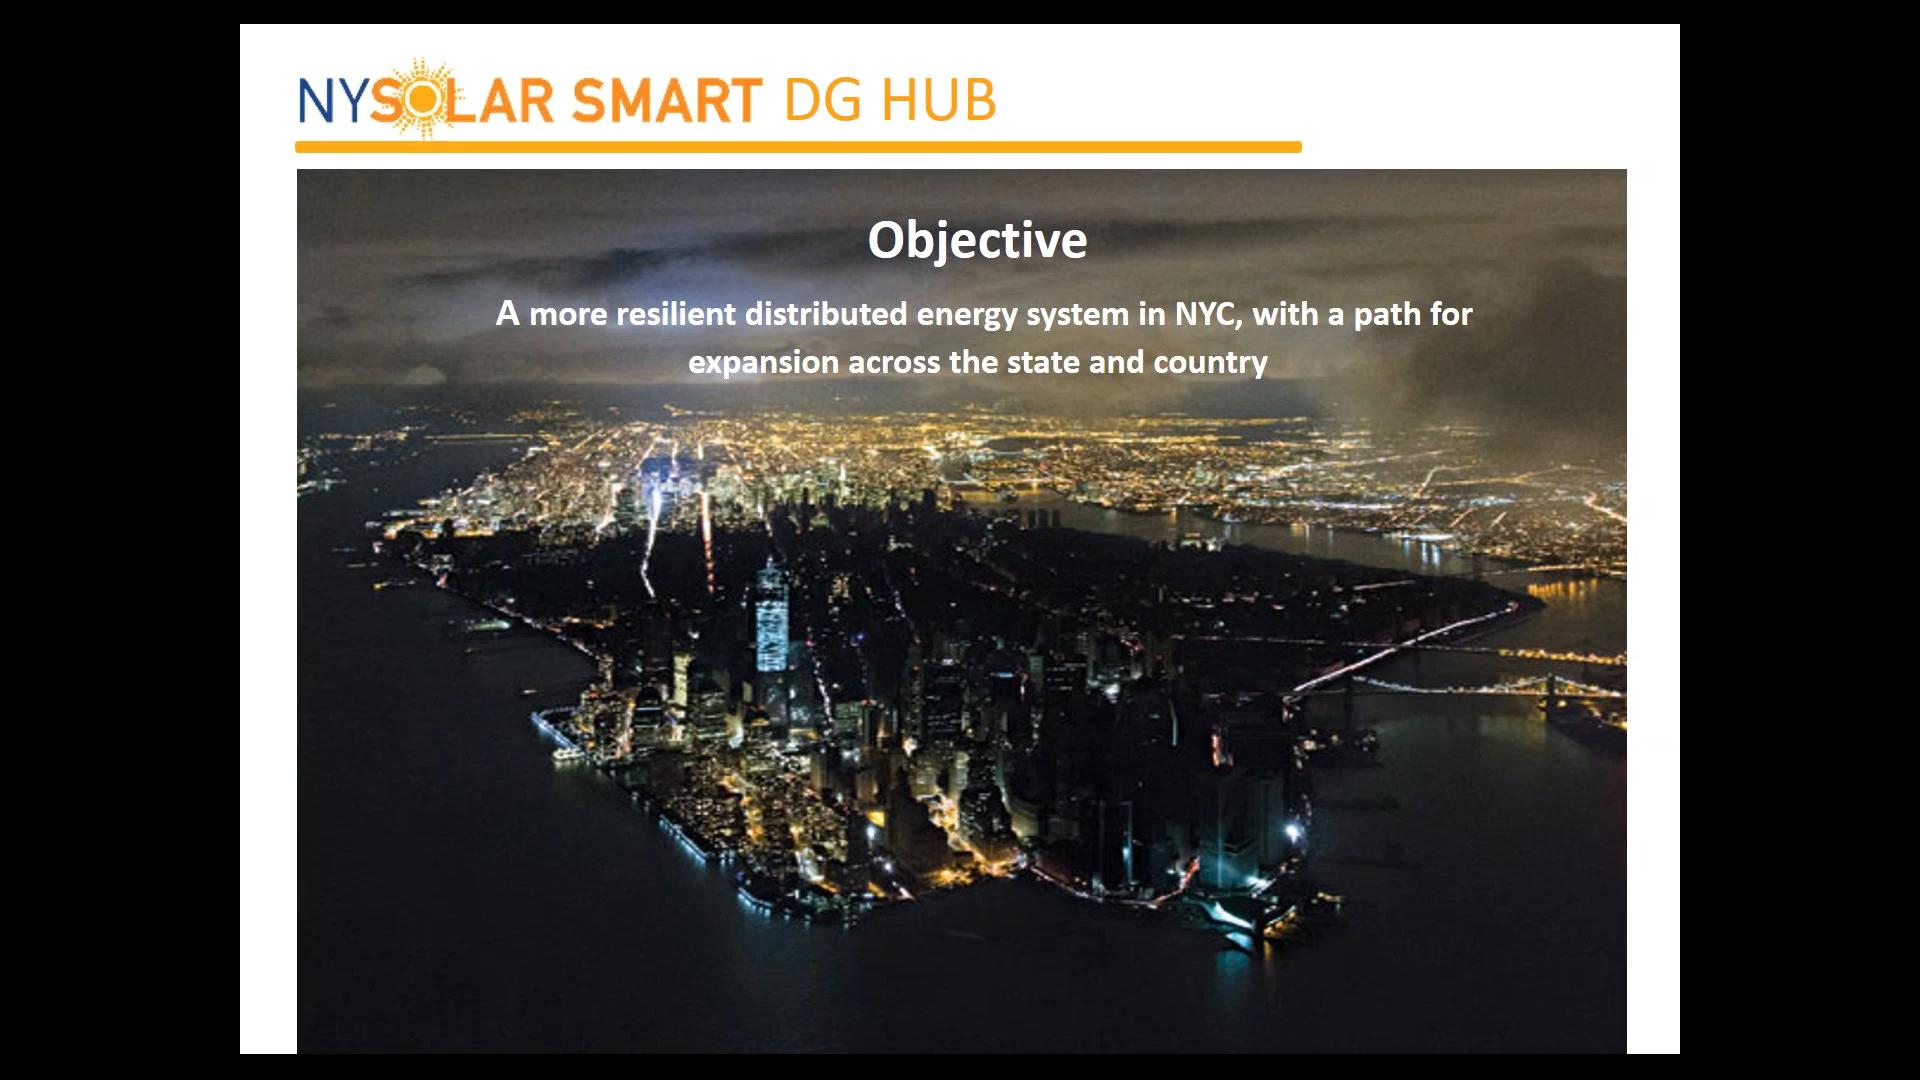 NYSOLAR SMART DG HUB
Objective
A more resilient distributed energy system in NYC, with a path for
expansion across the state and country